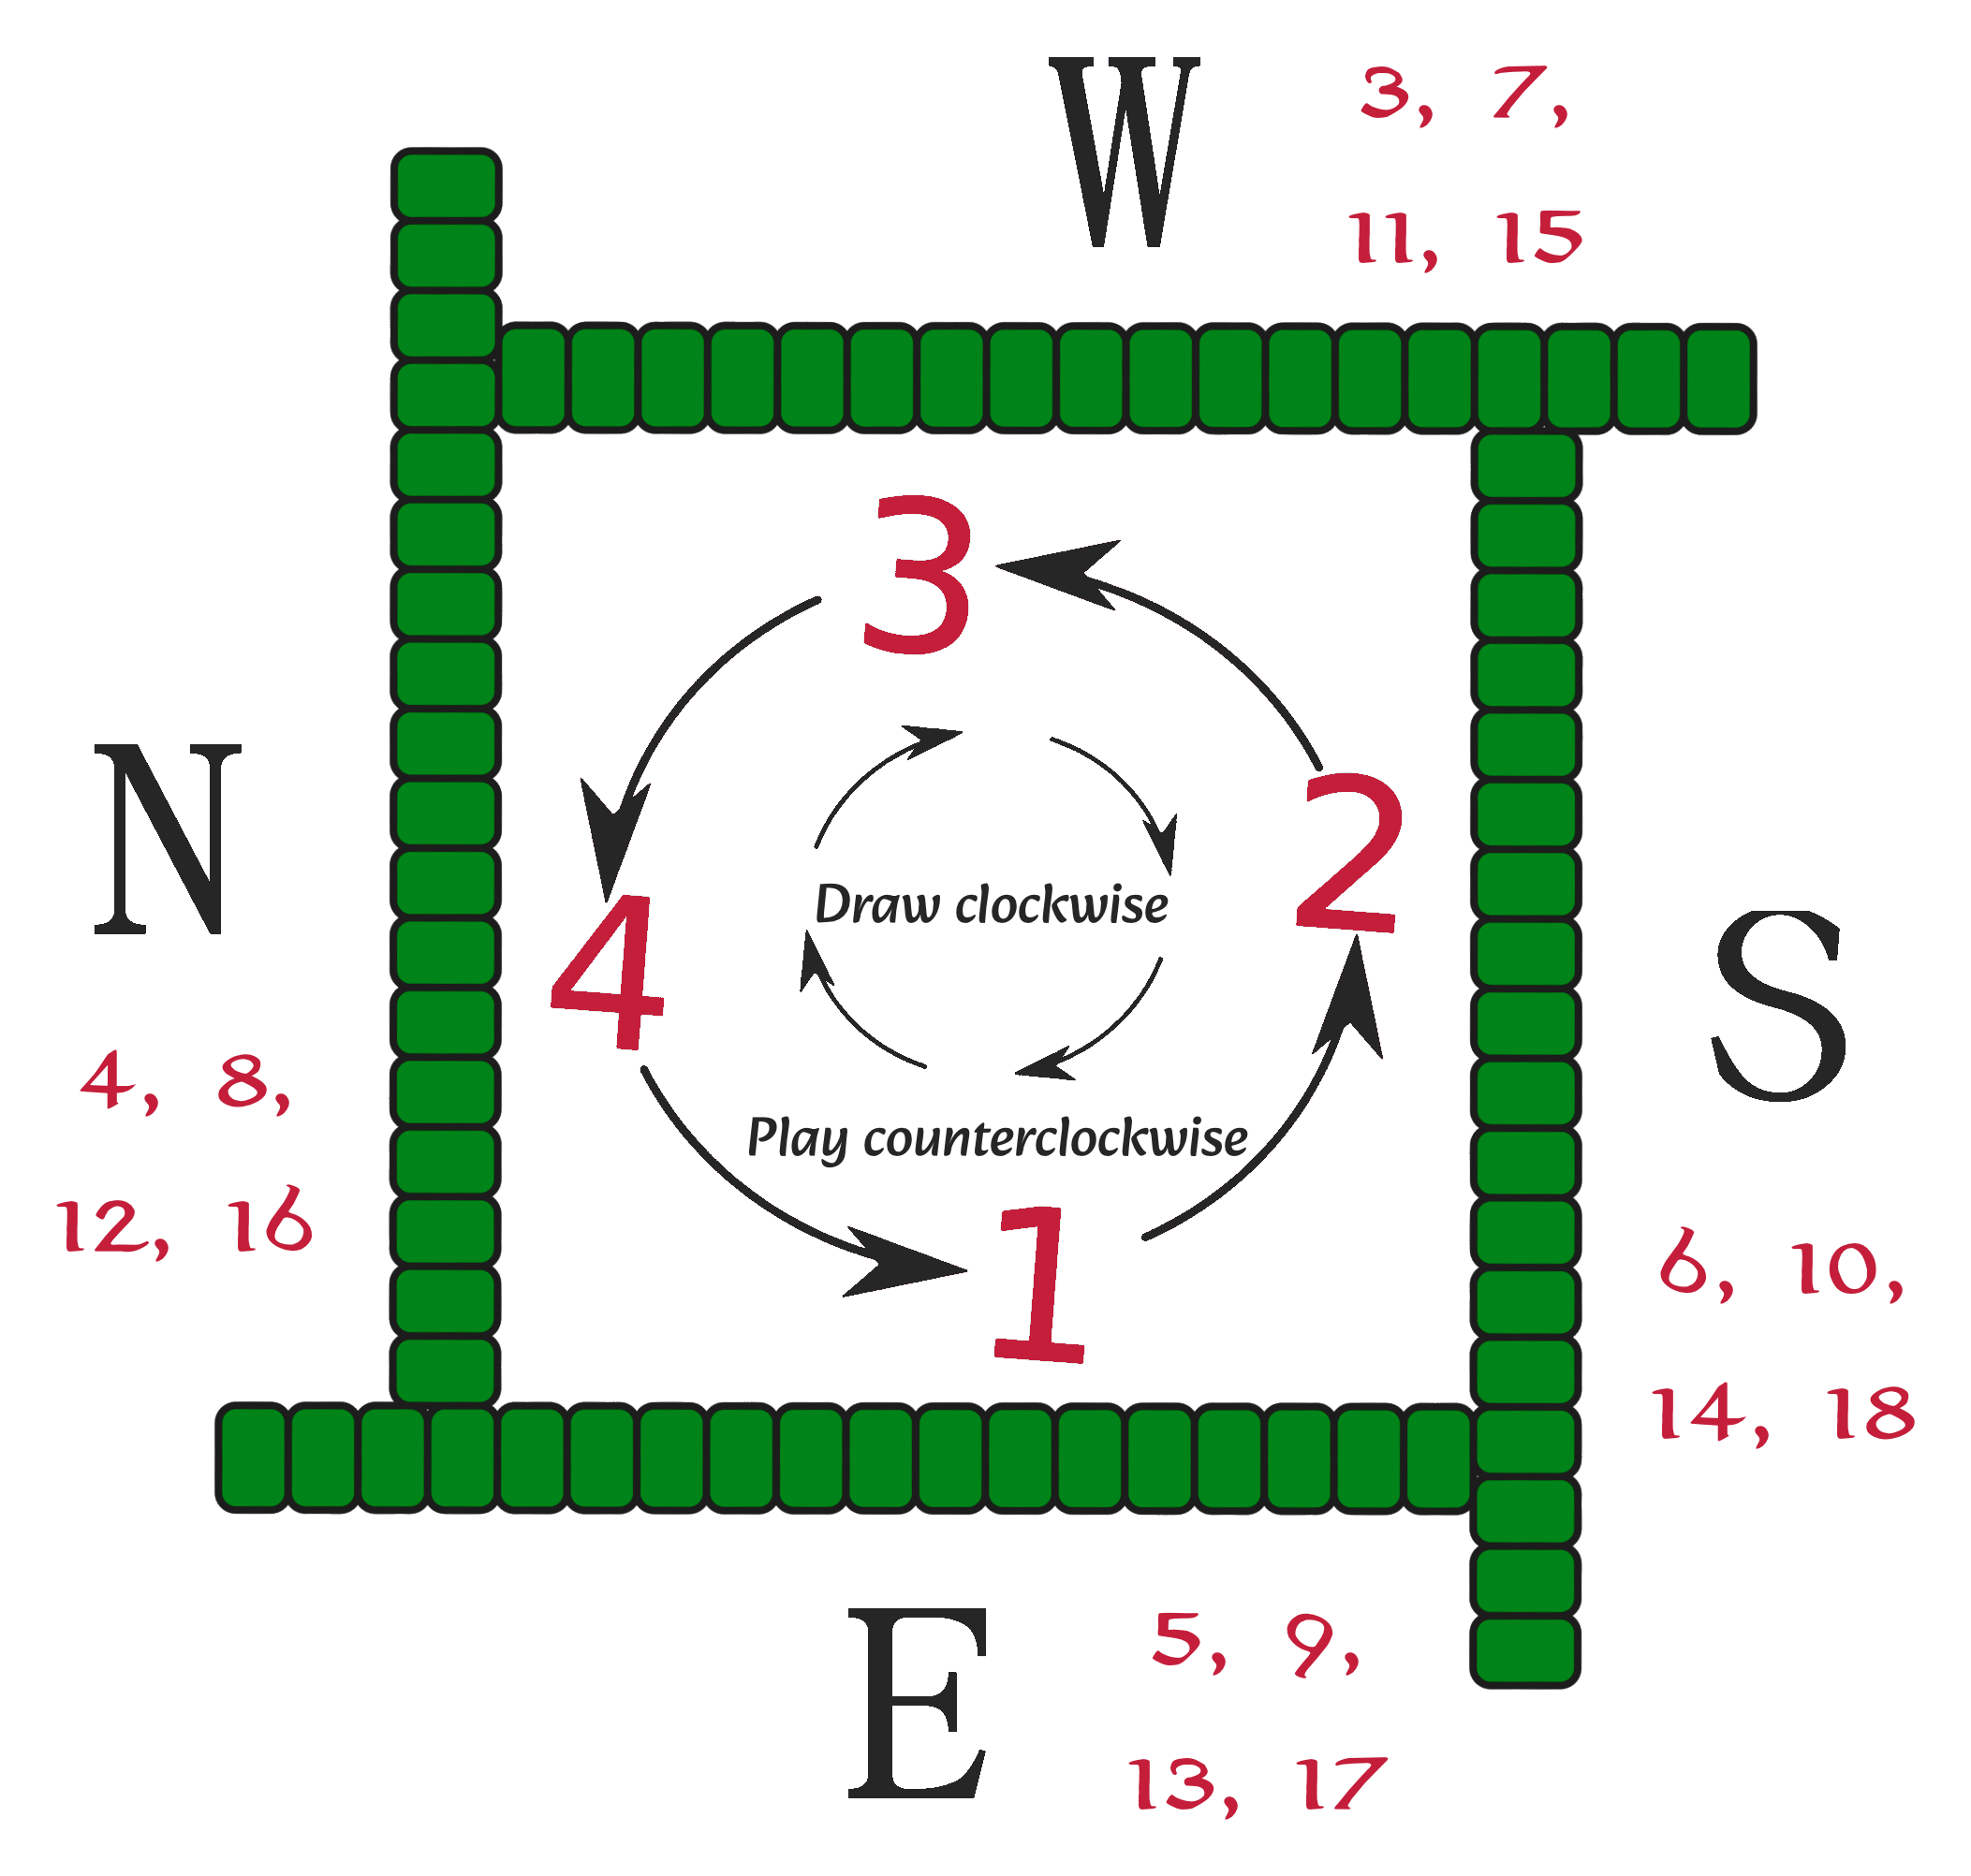 W
3, 7,
11, 15
3
N
2
4
Draw clockwise
S
4, 8,
12, 16
Play counterclockwise
1
6, 10,
14, 18
E
5, 9,
13, 17